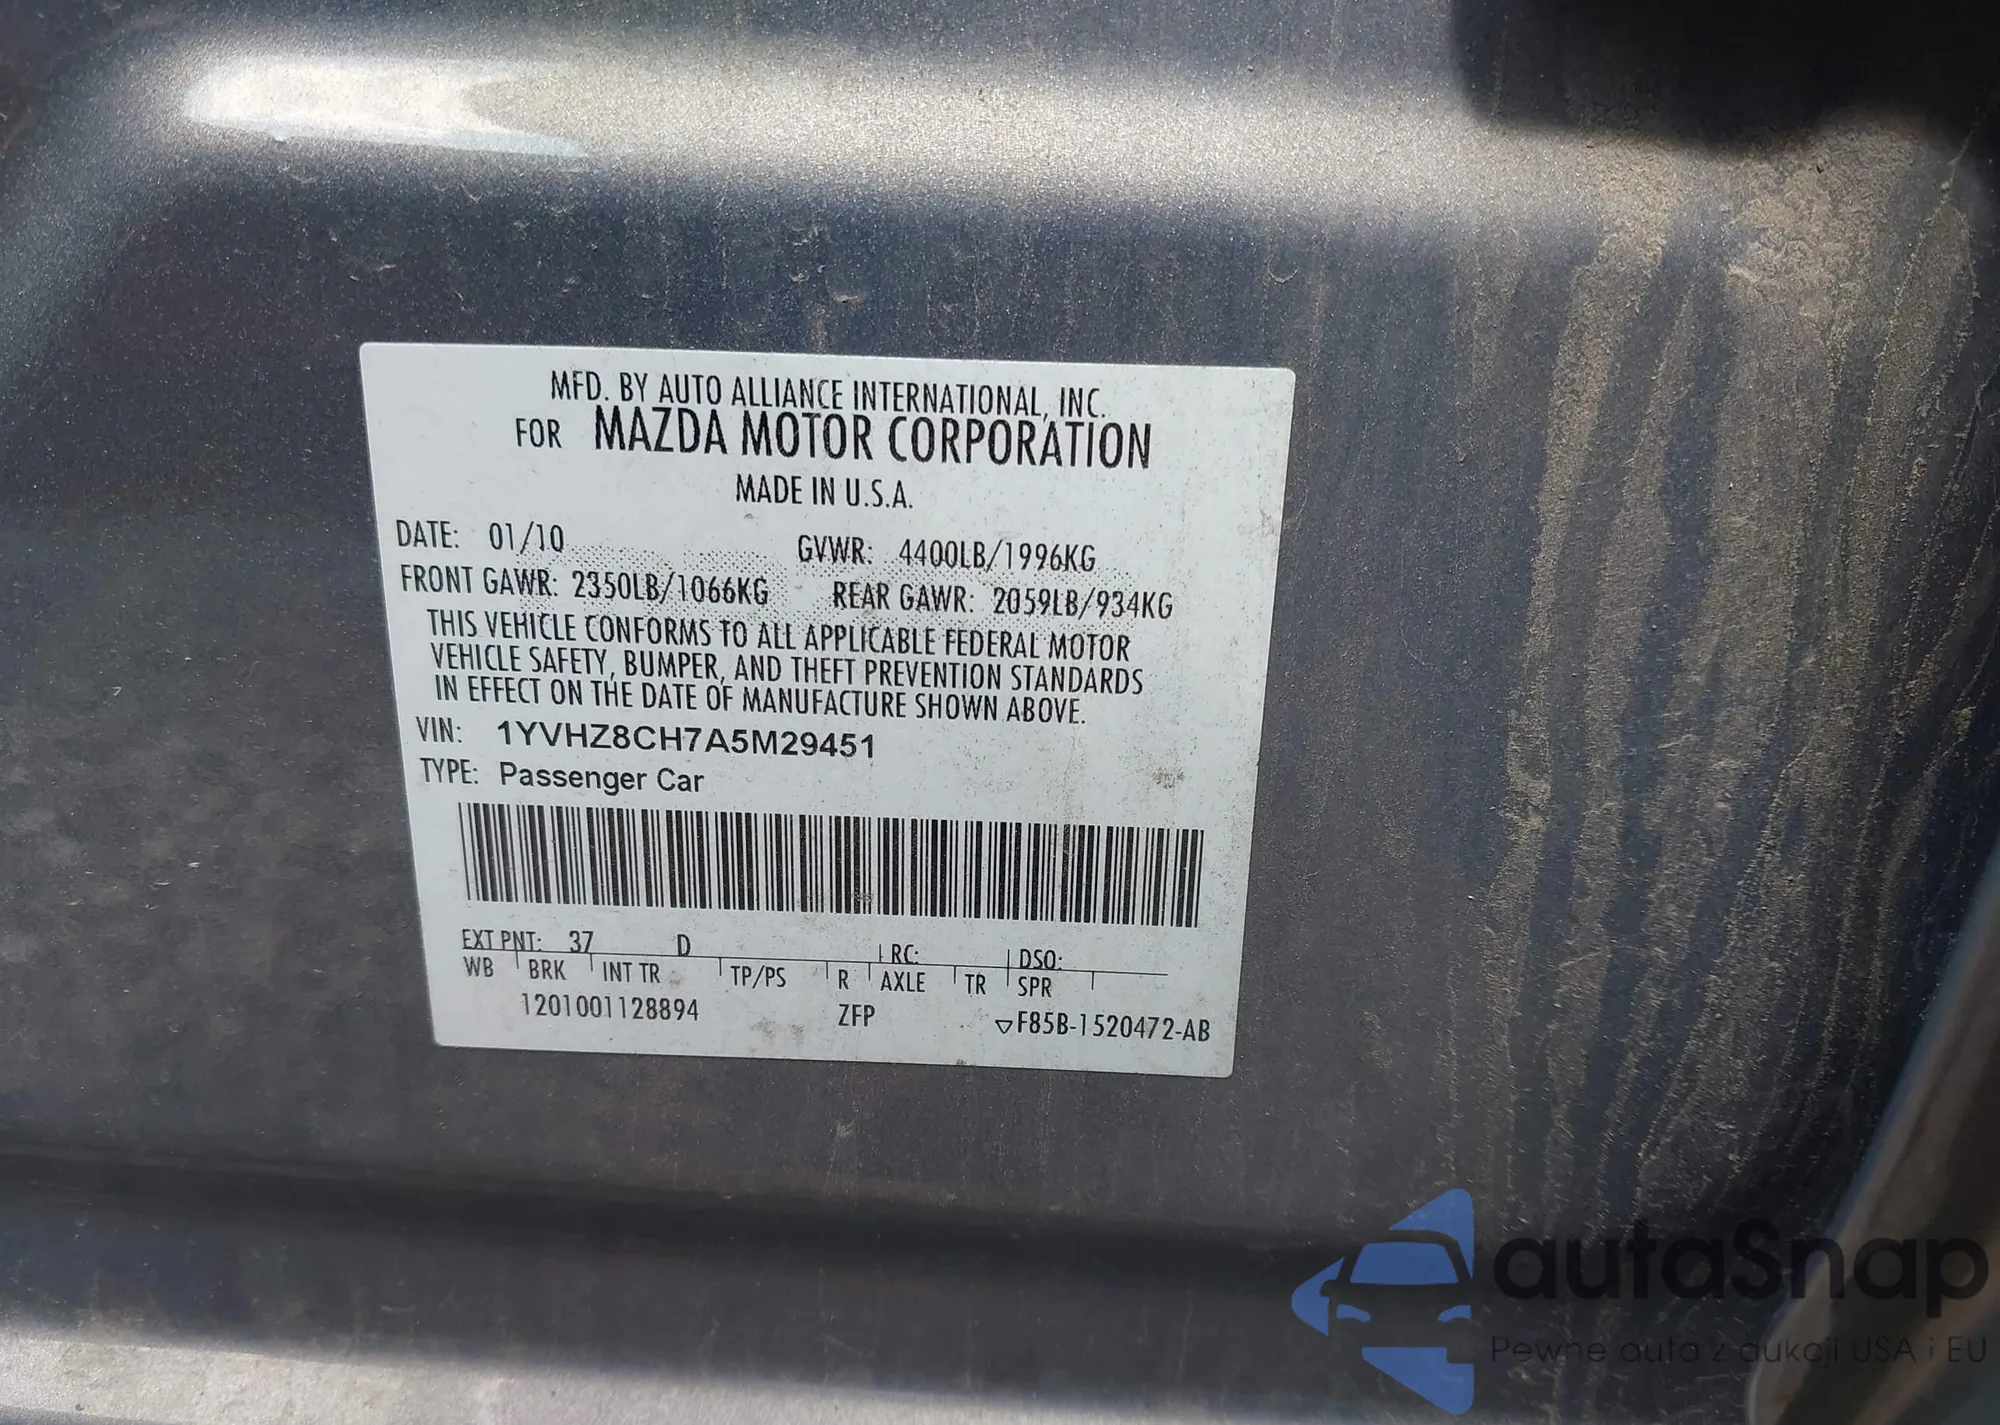 MFD. BY AUTO ALLIANCE INTERNATIONAL, INC.
FOR MAZDA MOTOR CORPORATION
MADE IN U.S.A.
DATE: 01/10 GVWR: 4400LB/1996KG
FRONT GAWR: 2350LB/1066KG REAR GAWR: 2059LB/934KG
THIS VEHICLE CONFORMS TO ALL APPLICABLE FEDERAL MOTOR
VEHICLE SAFETY, BUMPER, AND THEFT PREVENTION STANDARDS
IN EFFECT ON THE DATE OF MANUFACTURE SHOWN ABOVE.
VIN: 1YVHZ8CH7A5M29451
TYPE: Passenger Car
EXT PNT: 37 D RC: DSO:
WB BRK INT TR TP/PS R AXLE TR SPR
1201001128894 ZFP ▽F85B-1520472-AB
autaSnap
Pewne auta z aukcji USA i EU